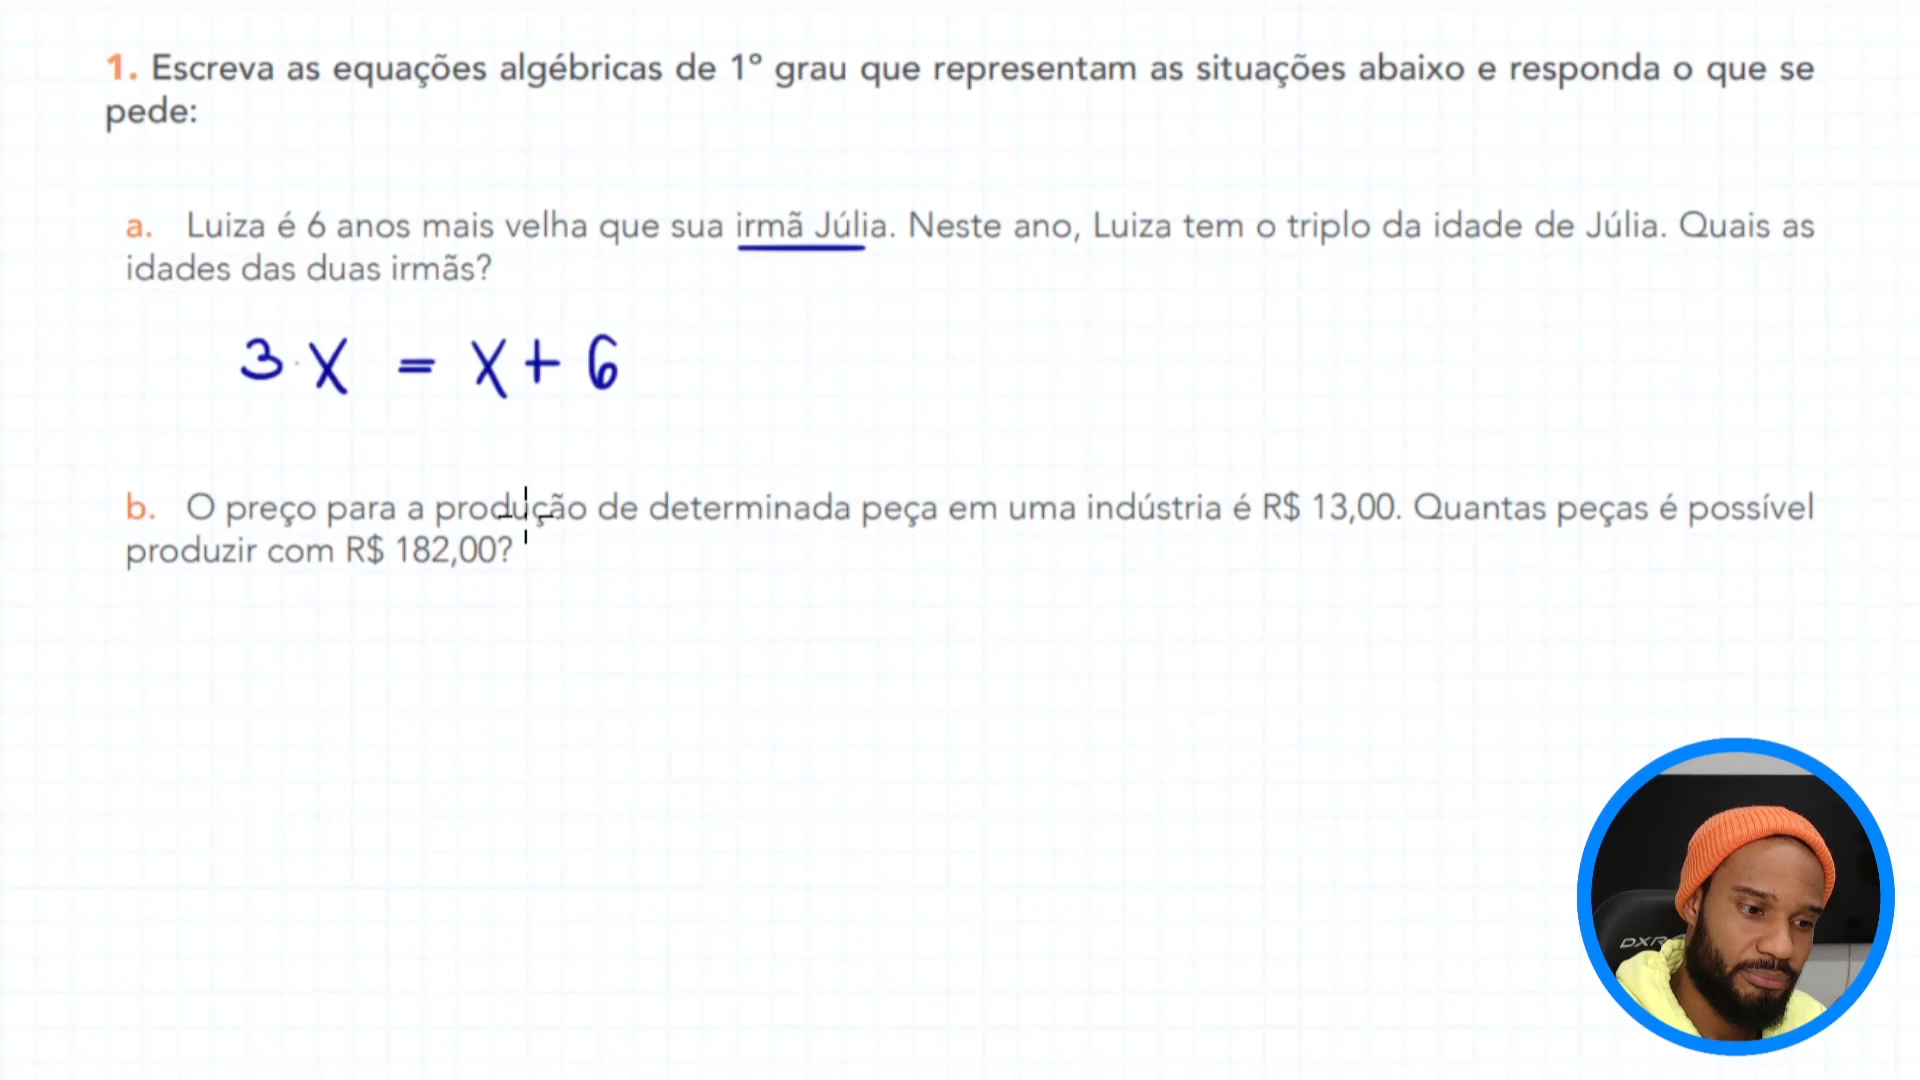 1. Escreva as equações algébricas de 1º grau que representam as situações abaixo e responda o que se
pede:
a. Luiza é 6 anos mais velha que sua irmã Júlia. Neste ano, Luiza tem o triplo da idade de Júlia. Quais as
idades das duas irmãs?
3·X = X+6
b. O preço para a produção de determinada peça em uma indústria é R$ 13,00. Quantas peças é possível
produzir com R$ 182,00?
DXR